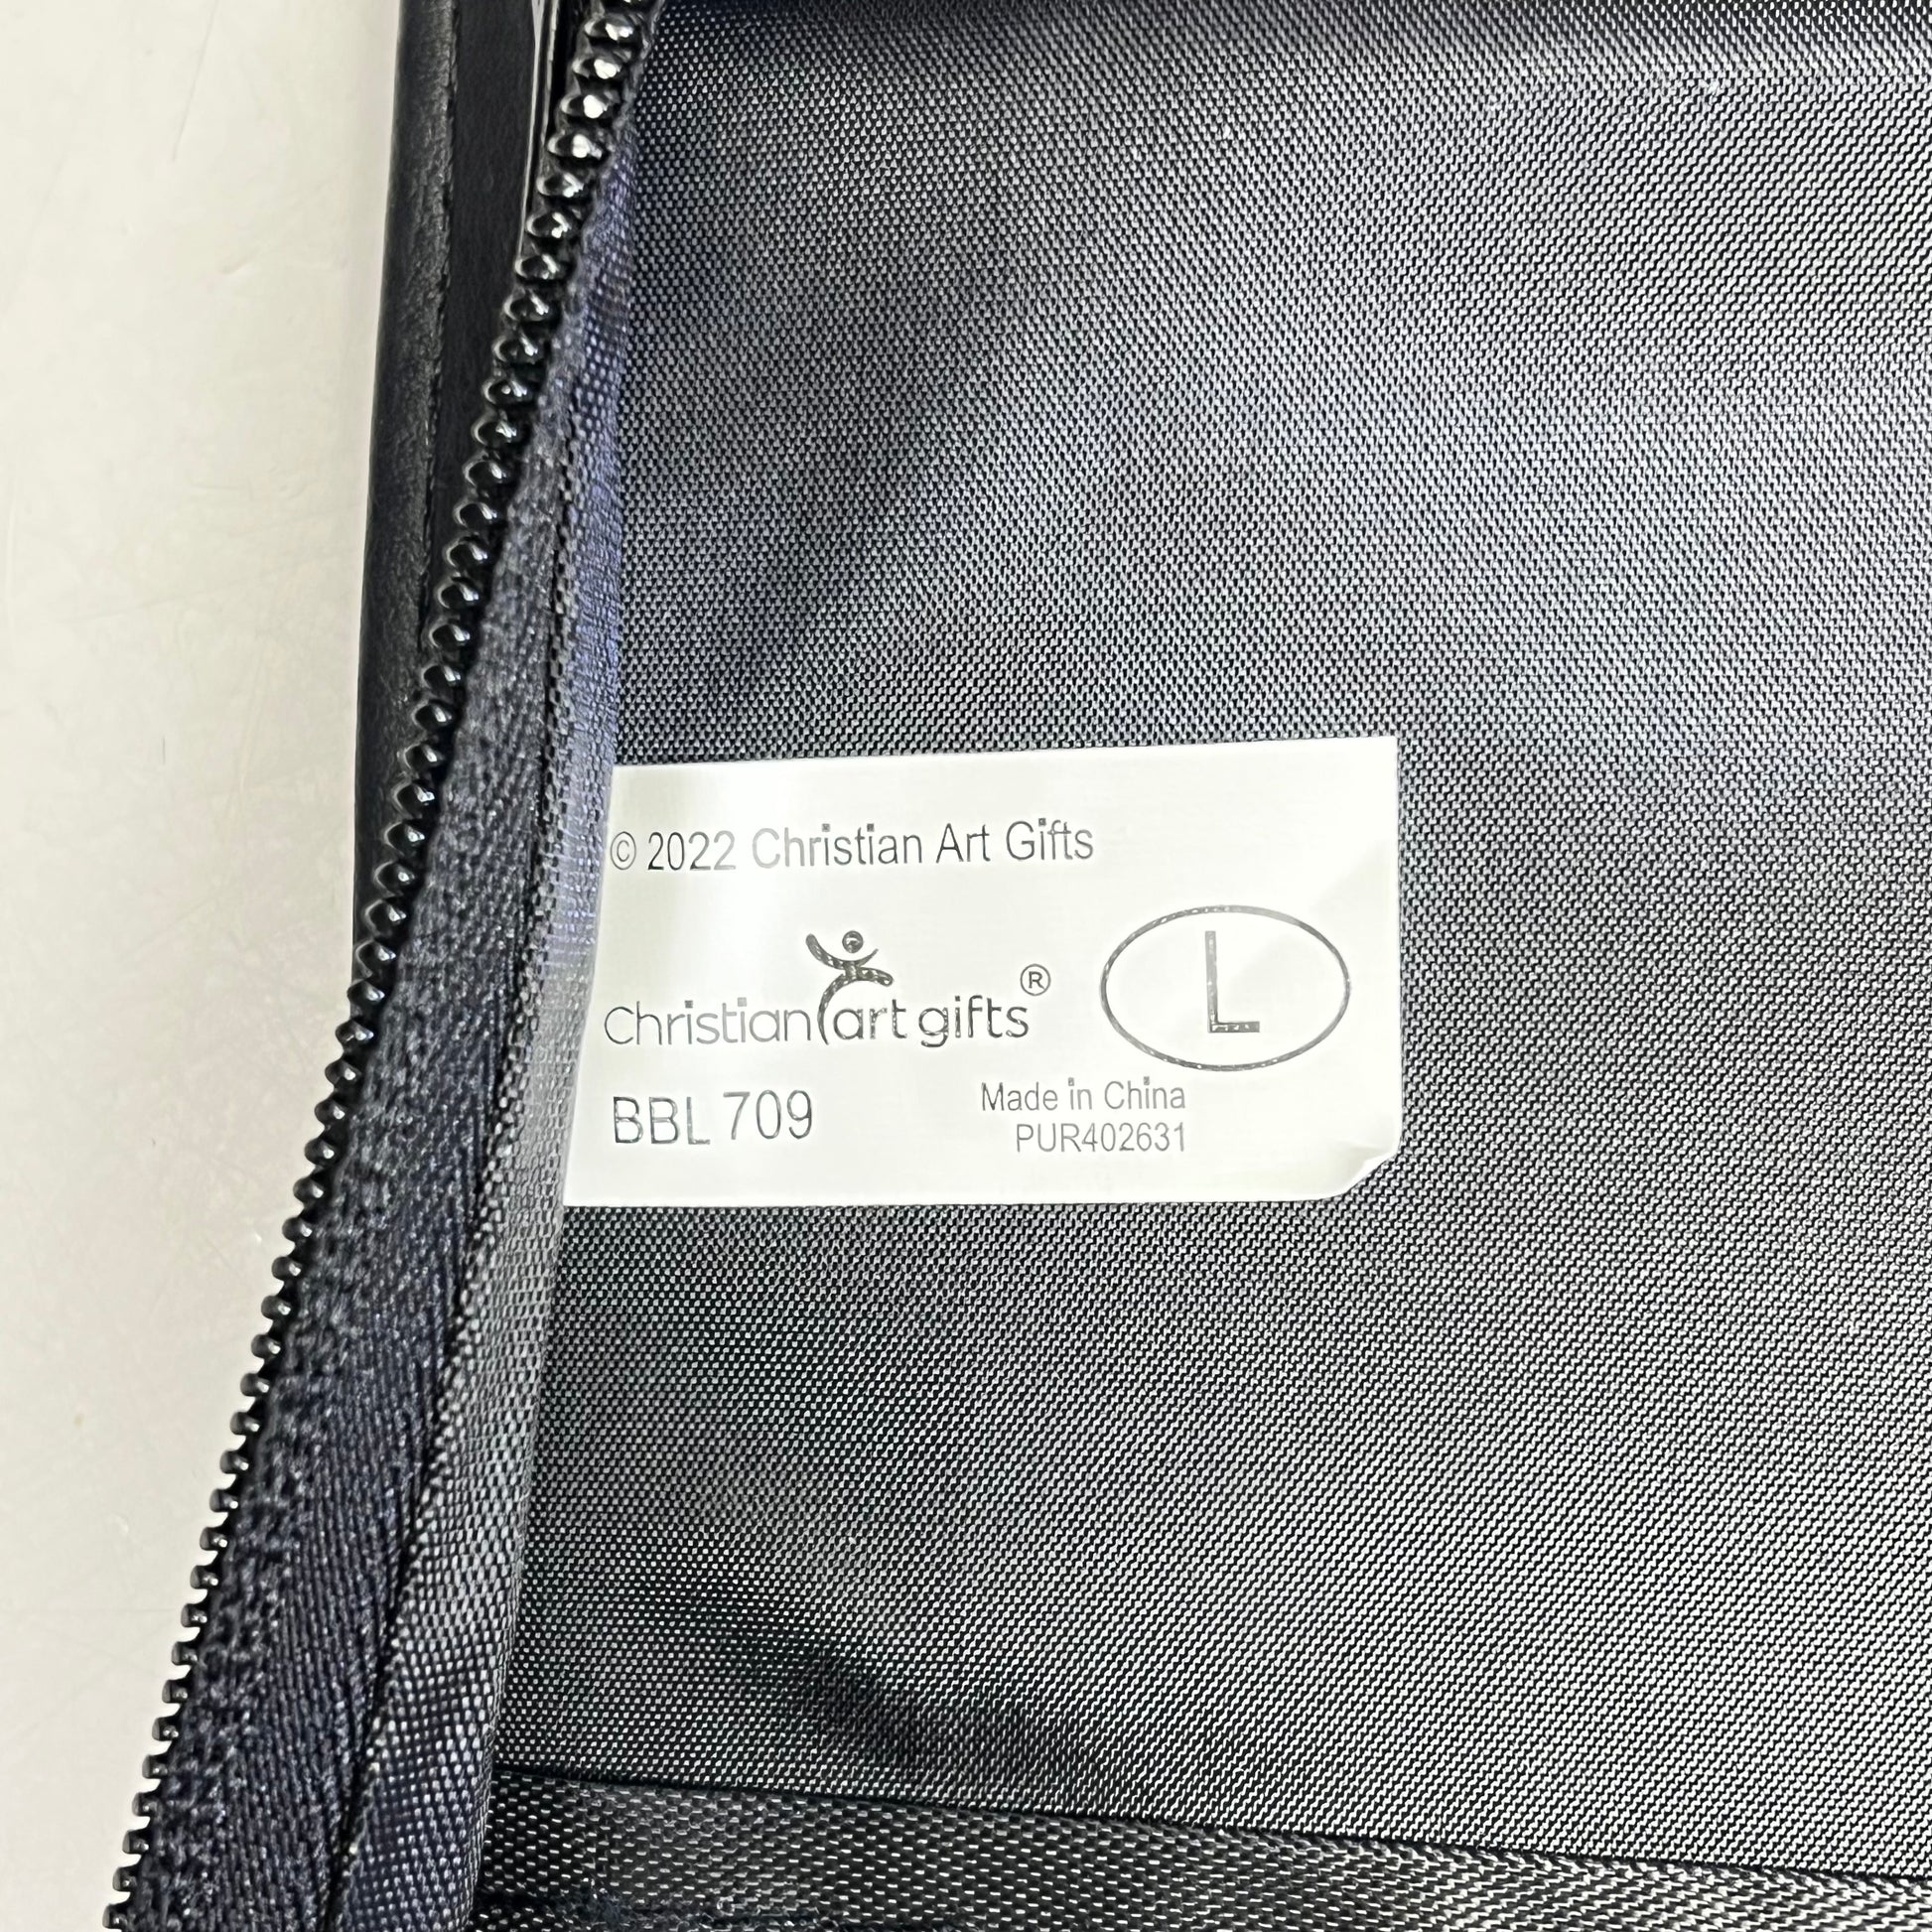 © 2022 Christian Art Gifts
Christian art gifts®
L
BBL 709
Made in China
PUR402631